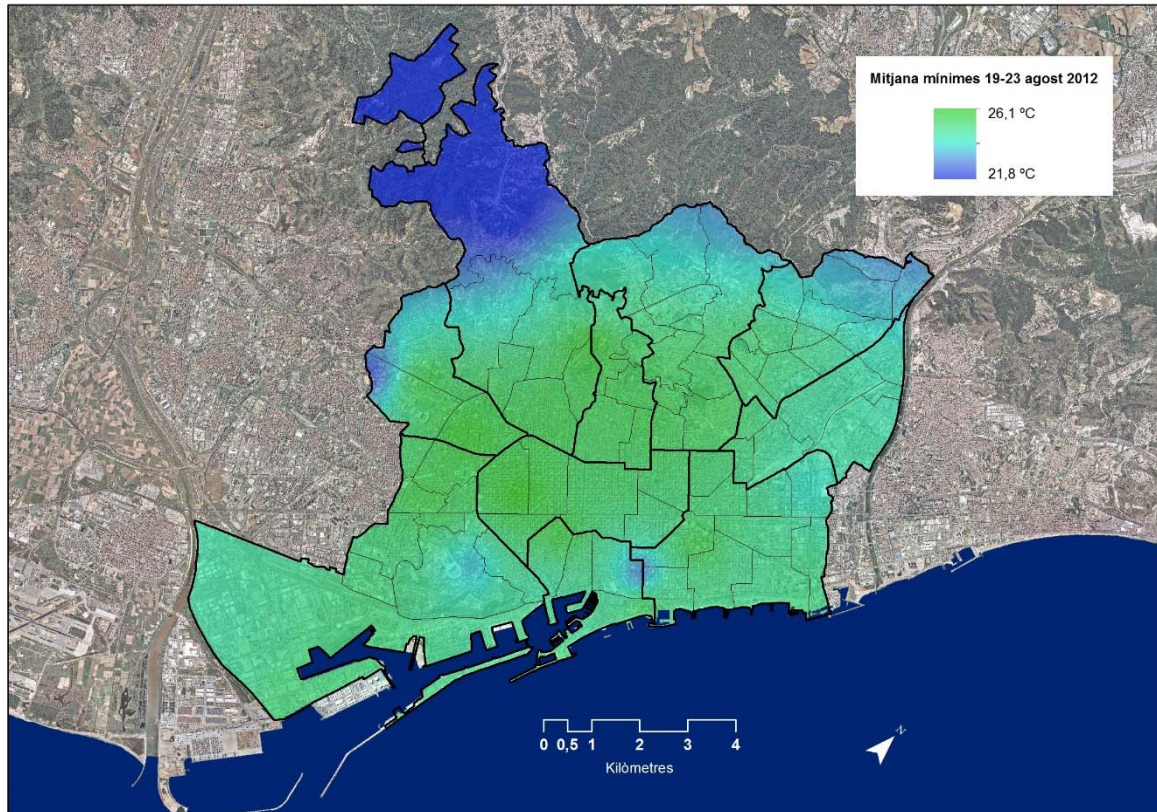 Mitjana mínimes 19-23 agost 2012
26,1 ºC
21,8 ºC
0 0,5 1 2 3 4
Kilòmetres
N